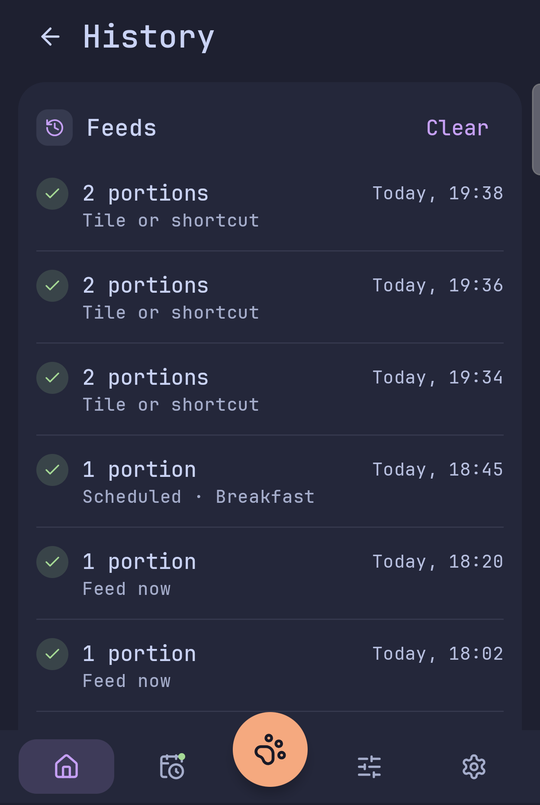 History
Feeds
Clear
2 portions
Today, 19:38
Tile or shortcut
2 portions
Today, 19:36
Tile or shortcut
2 portions
Today, 19:34
Tile or shortcut
1 portion
Today, 18:45
Scheduled · Breakfast
1 portion
Today, 18:20
Feed now
1 portion
Today, 18:02
Feed now